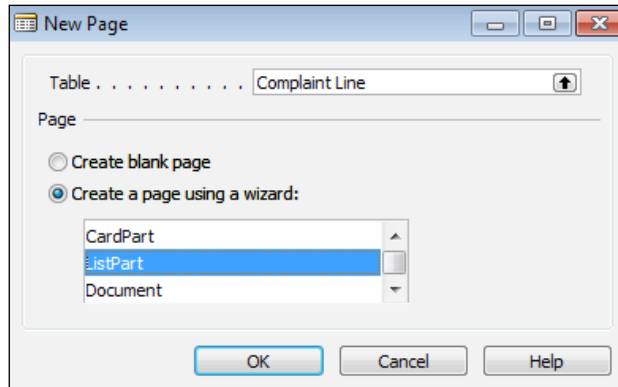 New Page
Table . . . . . . . . . . Complaint Line
Page
Create blank page
Create a page using a wizard:
CardPart
ListPart
Document
OK Cancel Help